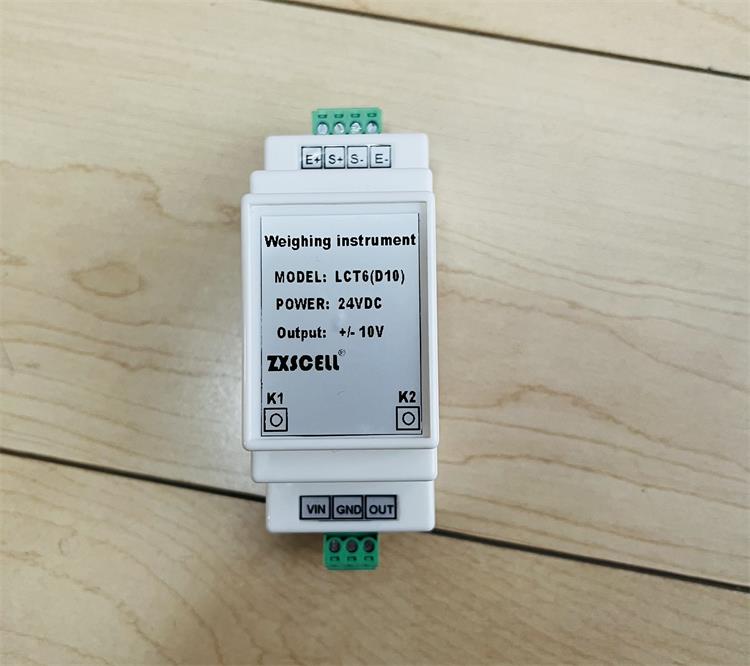 E+ S+ S- E-
Weighing instrument
MODEL: LCT6(D10)
POWER: 24VDC
Output: +/- 10V
ZXSCELL®
K1 K2
VIN GND OUT